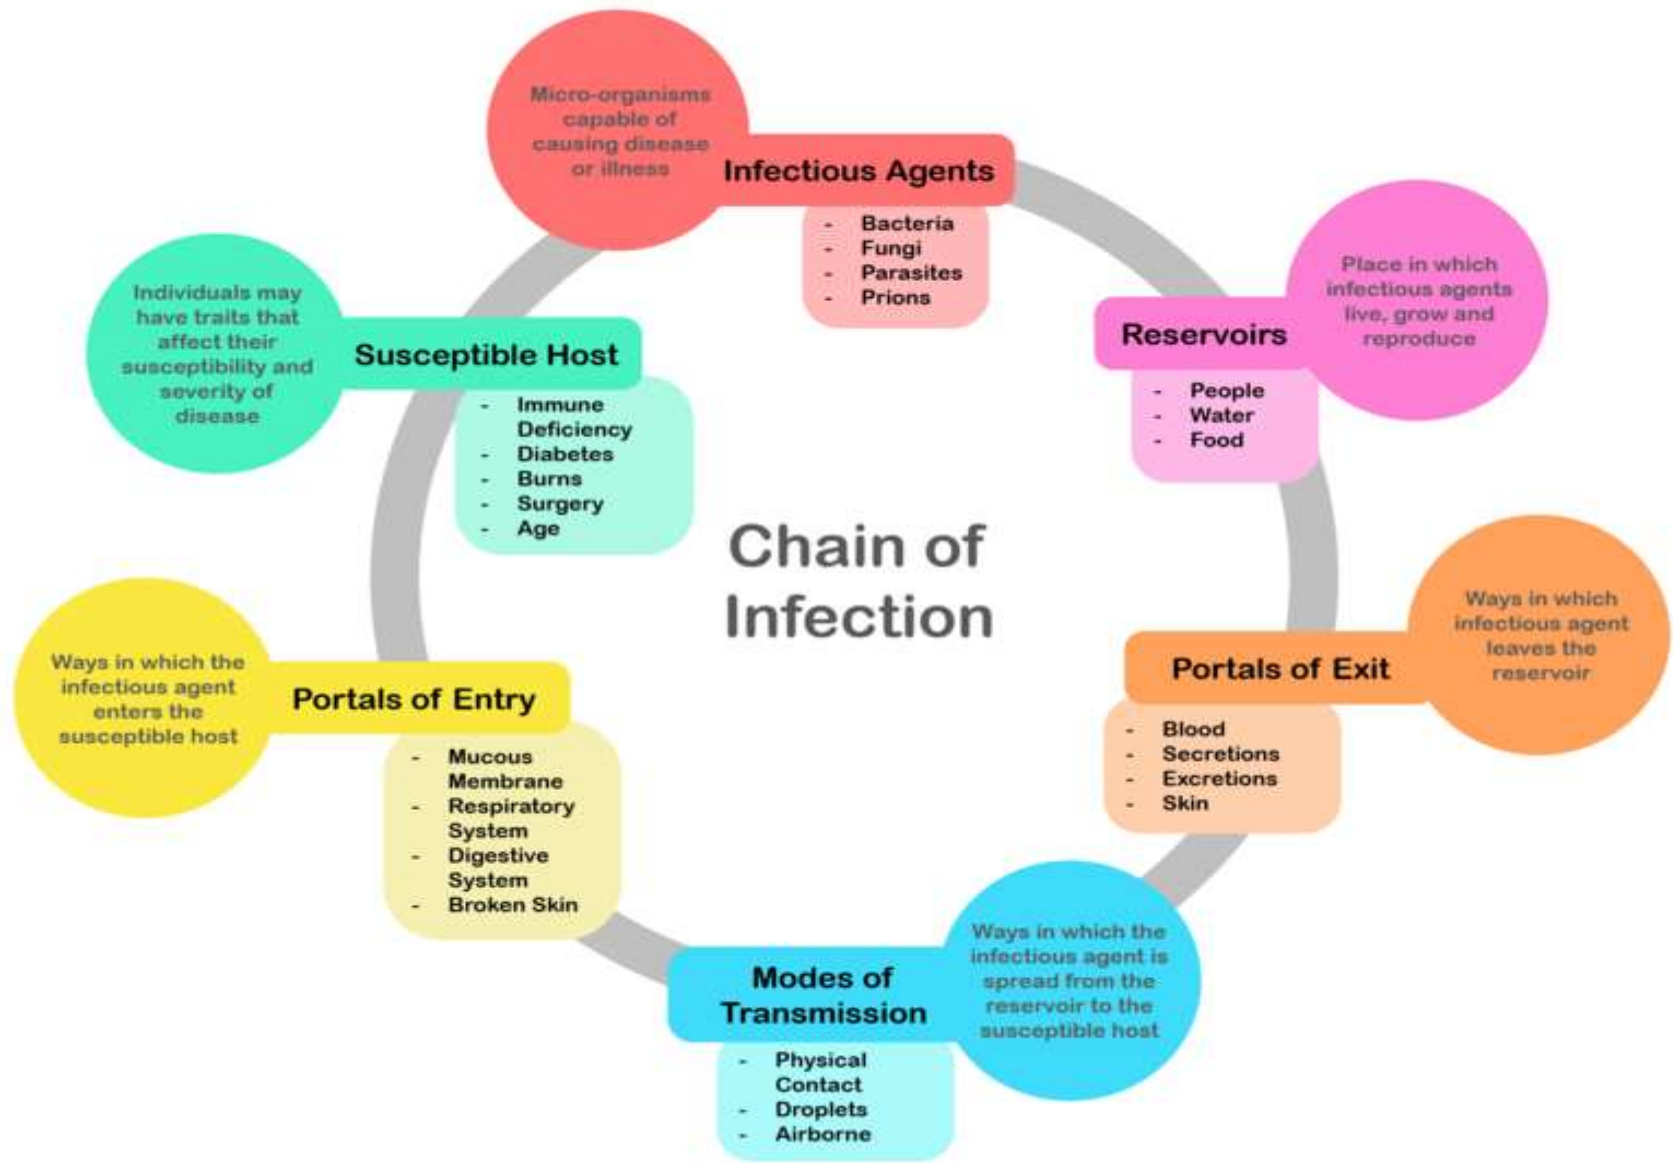 Micro-organisms
capable of
causing disease
or illness
Infectious Agents
- Bacteria
- Fungi
- Parasites
- Prions
Place in which
infectious agents
live, grow and
reproduce
Reservoirs
- People
- Water
- Food
Ways in which
infectious agent
leaves the
reservoir
Portals of Exit
- Blood
- Secretions
- Excretions
- Skin
Ways in which the
infectious agent is
spread from the
reservoir to the
susceptible host
Modes of
Transmission
- Physical
Contact
- Droplets
- Airborne
Ways in which the
infectious agent
enters the
susceptible host
Portals of Entry
- Mucous
Membrane
- Respiratory
System
- Digestive
System
- Broken Skin
Individuals may
have traits that
affect their
susceptibility and
severity of
disease
Susceptible Host
- Immune
Deficiency
- Diabetes
- Burns
- Surgery
- Age
Chain of
Infection